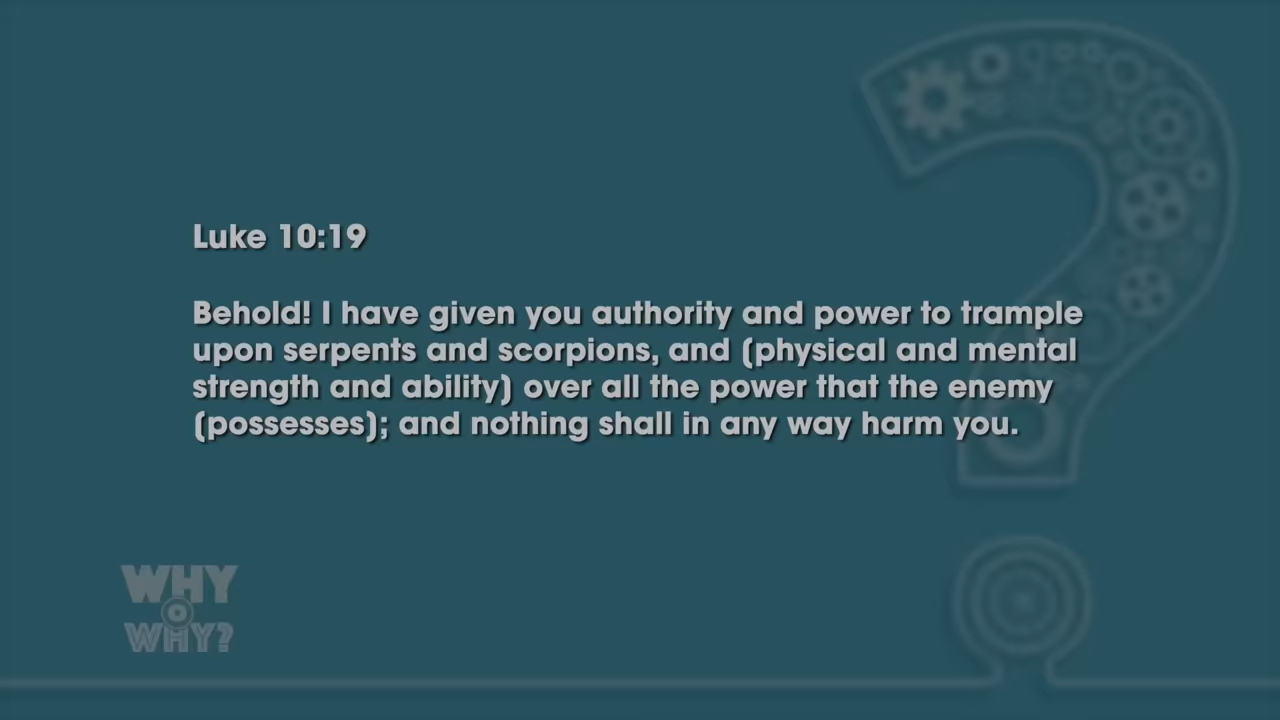 Luke 10:19
Behold! I have given you authority and power to trample
upon serpents and scorpions, and (physical and mental
strength and ability) over all the power that the enemy
(possesses); and nothing shall in any way harm you.
WHY
O
WHY?